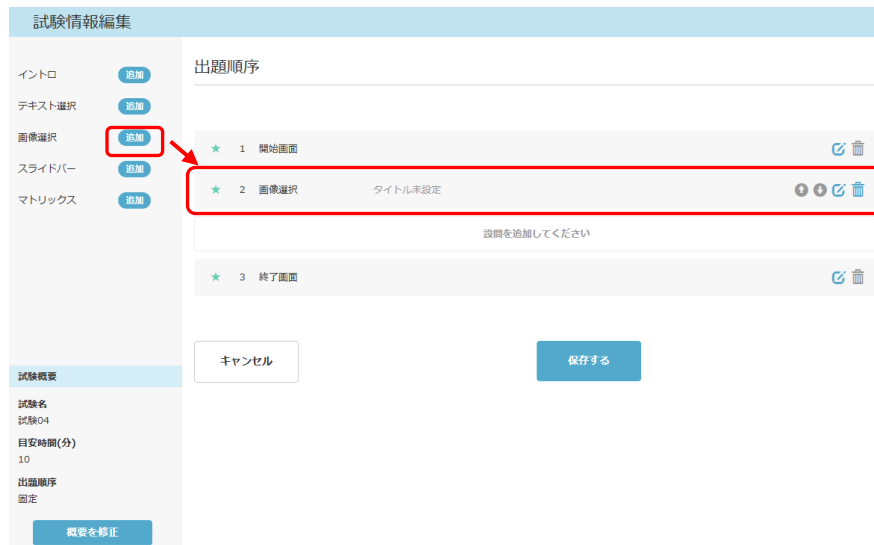 試験情報編集
イントロ 追加
テキスト選択 追加
画像選択 追加
スライドバー 追加
マトリックス 追加
試験概要
試験名
試験04
目安時間(分)
10
出題順序
固定
概要を修正
出題順序
★ 1 開始画面
★ 2 画像選択 タイトル未設定
設問を追加してください
★ 3 終了画面
キャンセル 保存する